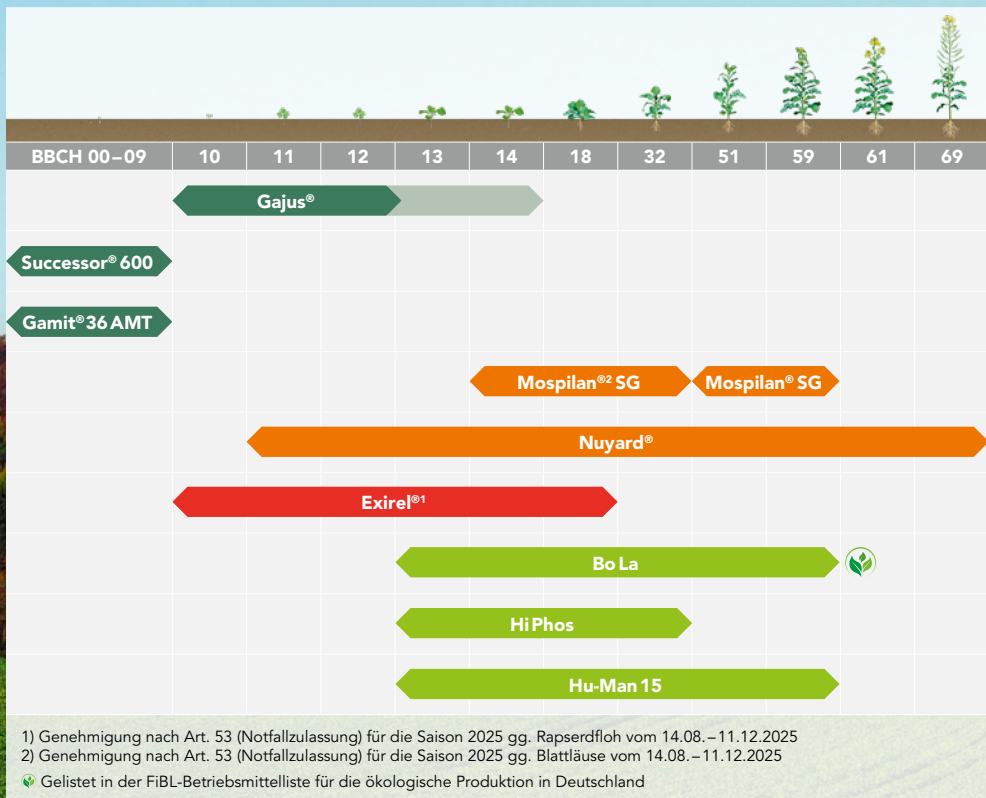 BBCH 00–09 10 11 12 13 14 18 32 51 59 61 69
Gajus®
Successor® 600
Gamit® 36 AMT
Mospilan®² SG Mospilan® SG
Nuyard®
Exirel®¹
Bo La
Hi Phos
Hu-Man 15
1) Genehmigung nach Art. 53 (Notfallzulassung) für die Saison 2025 gg. Rapserdfloh vom 14.08.–11.12.2025
2) Genehmigung nach Art. 53 (Notfallzulassung) für die Saison 2025 gg. Blattläuse vom 14.08.–11.12.2025
Gelistet in der FiBL-Betriebsmittelliste für die ökologische Produktion in Deutschland